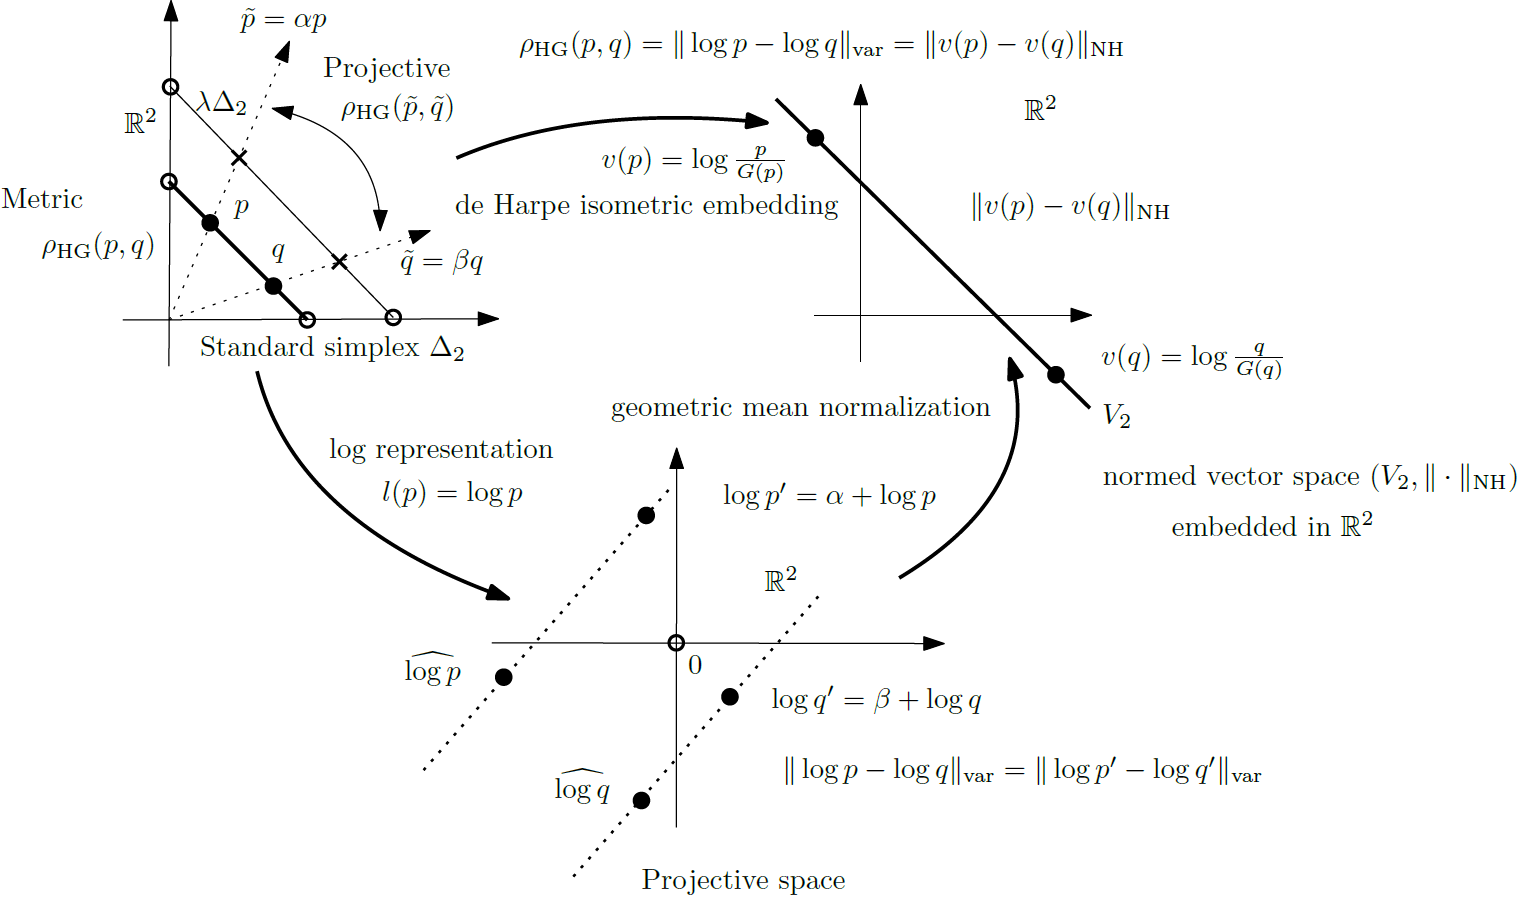 p̃ = αp
Projective
ρ_HG(p̃, q̃)
λΔ₂
ℝ²
Metric
ρ_HG(p, q)
p
q
q̃ = βq
Standard simplex Δ₂
ρ_HG(p, q) = ‖ log p − log q‖_var = ‖v(p) − v(q)‖_NH
v(p) = log p/G(p)
de Harpe isometric embedding
ℝ²
‖v(p) − v(q)‖_NH
v(q) = log q/G(q)
V₂
normed vector space (V₂, ‖ · ‖_NH)
embedded in ℝ²
geometric mean normalization
log representation
l(p) = log p
log p′ = α + log p
ℝ²
0
\widehat{log p}
log q′ = β + log q
\widehat{log q}
‖ log p − log q‖_var = ‖ log p′ − log q′‖_var
Projective space